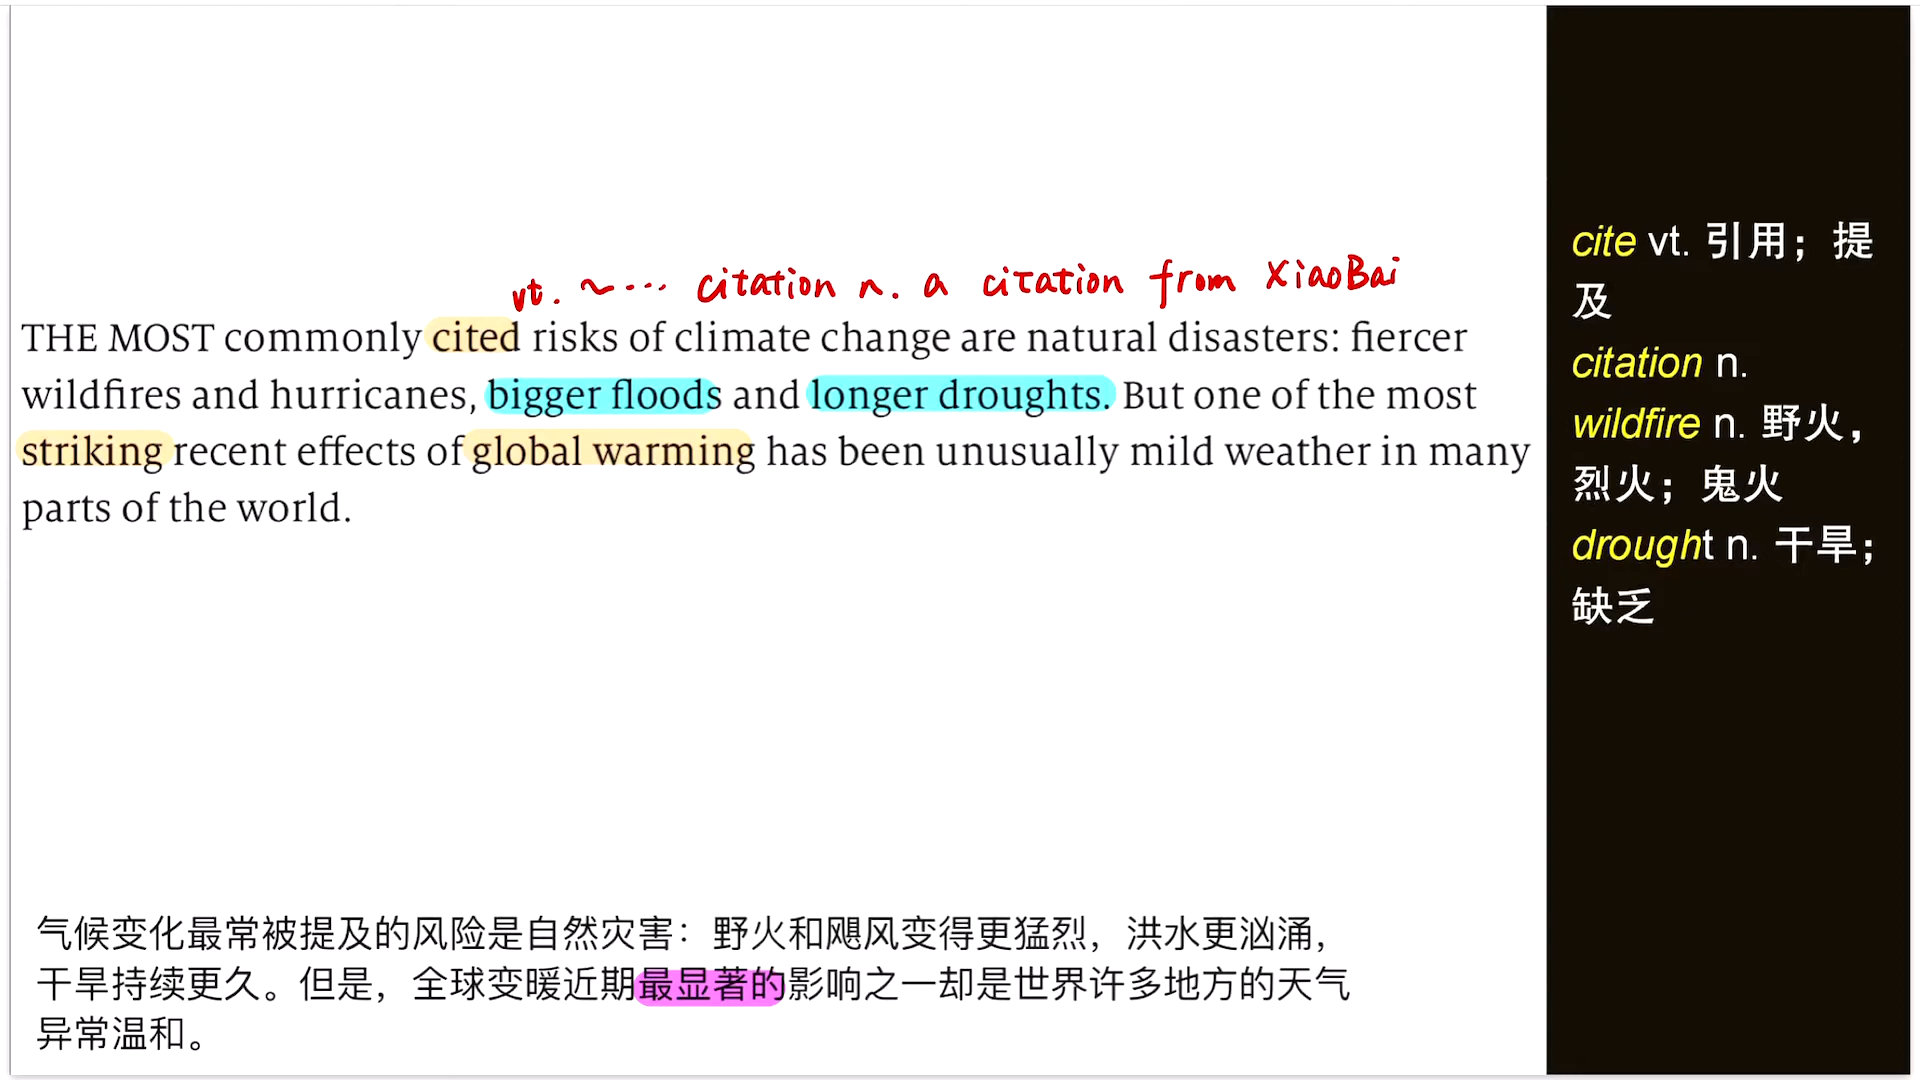 vt. ~... citation n. a citation from XiaoBai
THE MOST commonly cited risks of climate change are natural disasters: fiercer
wildfires and hurricanes, bigger floods and longer droughts. But one of the most
striking recent effects of global warming has been unusually mild weather in many
parts of the world.
气候变化最常被提及的风险是自然灾害：野火和飓风变得更猛烈，洪水更汹涌，
干旱持续更久。但是，全球变暖近期最显著的影响之一却是世界许多地方的天气
异常温和。
cite vt. 引用；提
及
citation n.
wildfire n. 野火，
烈火；鬼火
drought n. 干旱；
缺乏